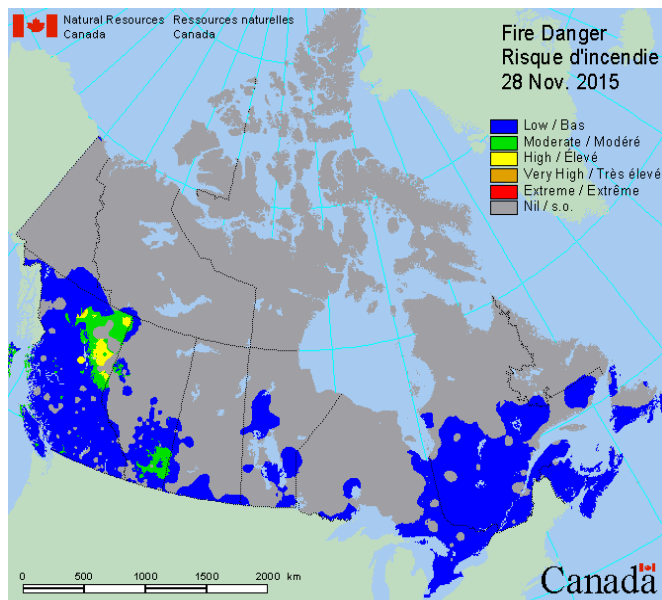 Natural Resources
Canada
Ressources naturelles
Canada
Fire Danger
Risque d'incendie
28 Nov. 2015
Low / Bas
Moderate / Modéré
High / Élevé
Very High / Très élevé
Extreme / Extrême
Nil / s.o.
0 500 1000 1500 2000 km
Canada